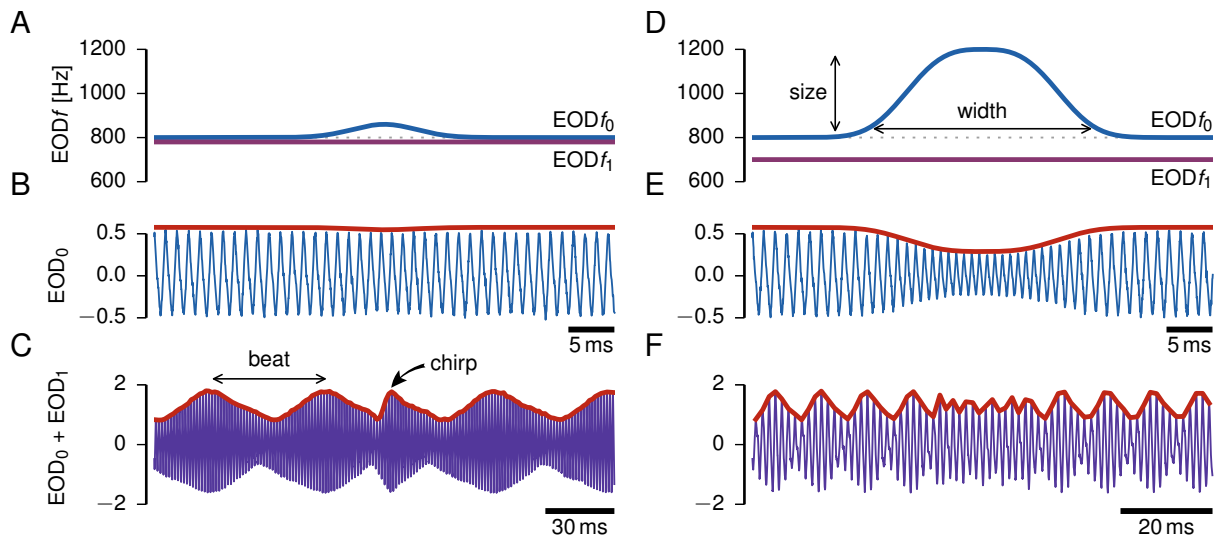 A
EODf [Hz]
1200
1000
800
600
EODf₀
EODf₁
B
EOD₀
0.5
0.0
−0.5
5 ms
C
EOD₀ + EOD₁
2
0
−2
beat
chirp
30 ms
D
1200
1000
800
600
size
width
EODf₀
EODf₁
E
0.5
0.0
−0.5
5 ms
F
2
0
−2
20 ms